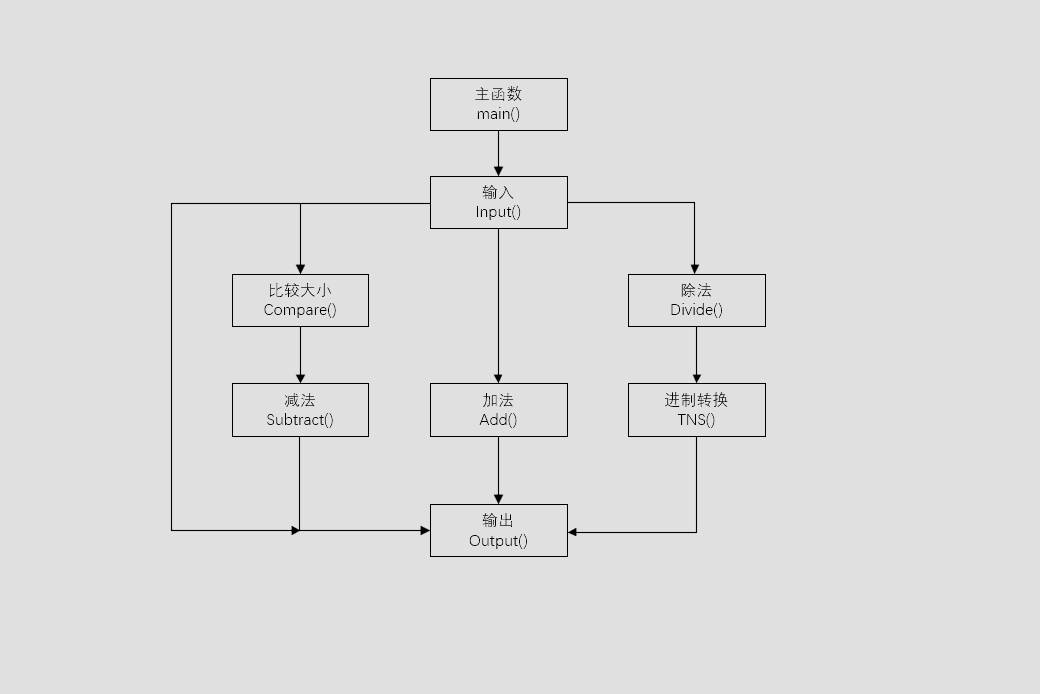 主函数
main()
输入
Input()
比较大小
Compare()
除法
Divide()
减法
Subtract()
加法
Add()
进制转换
TNS()
输出
Output()